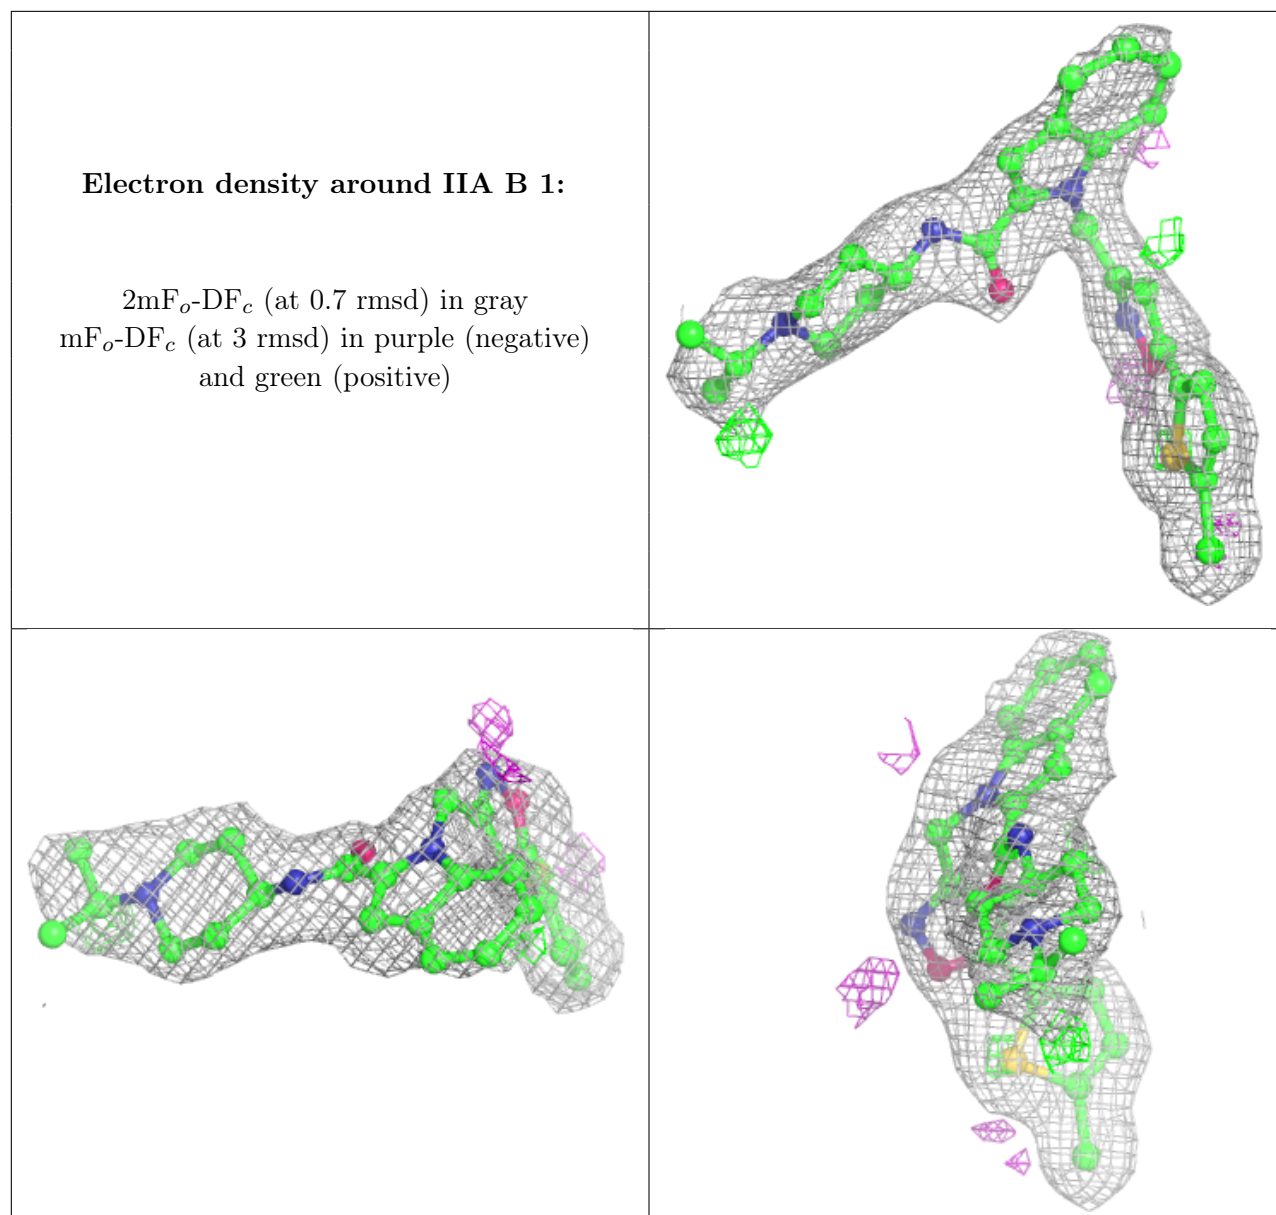 Electron density around IIA B 1:
2mFₒ-DF𝒸 (at 0.7 rmsd) in gray
mFₒ-DF𝒸 (at 3 rmsd) in purple (negative)
and green (positive)